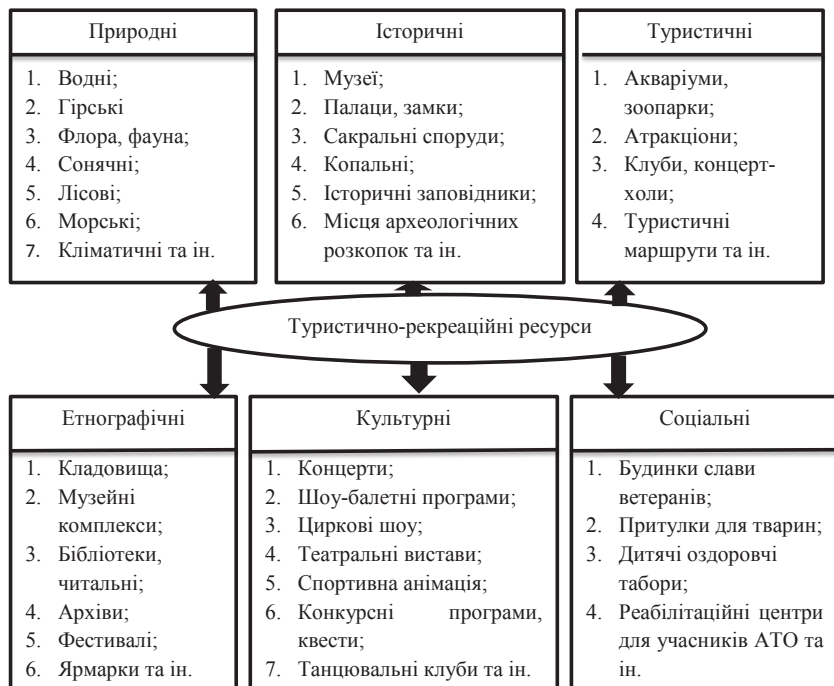 Природні
1. Водні;
2. Гірські
3. Флора, фауна;
4. Сонячні;
5. Лісові;
6. Морські;
7. Кліматичні та ін.
Історичні
1. Музеї;
2. Палаци, замки;
3. Сакральні споруди;
4. Копальні;
5. Історичні заповідники;
6. Місця археологічних
розкопок та ін.
Туристичні
1. Акваріуми,
зоопарки;
2. Атракціони;
3. Клуби, концерт-
холи;
4. Туристичні
маршрути та ін.
Туристично-рекреаційні ресурси
Етнографічні
1. Кладовища;
2. Музейні
комплекси;
3. Бібліотеки,
читальні;
4. Архіви;
5. Фестивалі;
6. Ярмарки та ін.
Культурні
1. Концерти;
2. Шоу-балетні програми;
3. Циркові шоу;
4. Театральні вистави;
5. Спортивна анімація;
6. Конкурсні програми,
квести;
7. Танцювальні клуби та ін.
Соціальні
1. Будинки слави
ветеранів;
2. Притулки для тварин;
3. Дитячі оздоровчі
табори;
4. Реабілітаційні центри
для учасників АТО та
ін.